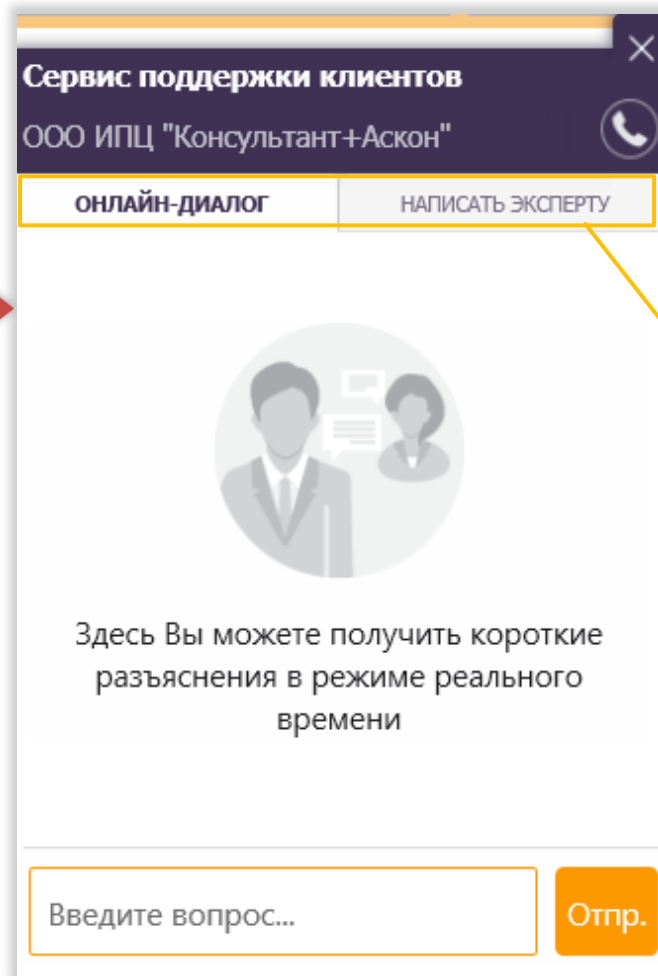 Сервис поддержки клиентов
ООО ИПЦ "Консультант+Аскон"
ОНЛАЙН-ДИАЛОГ НАПИСАТЬ ЭКСПЕРТУ
Здесь Вы можете получить короткие
разъяснения в режиме реального
времени
Введите вопрос... Отпр.